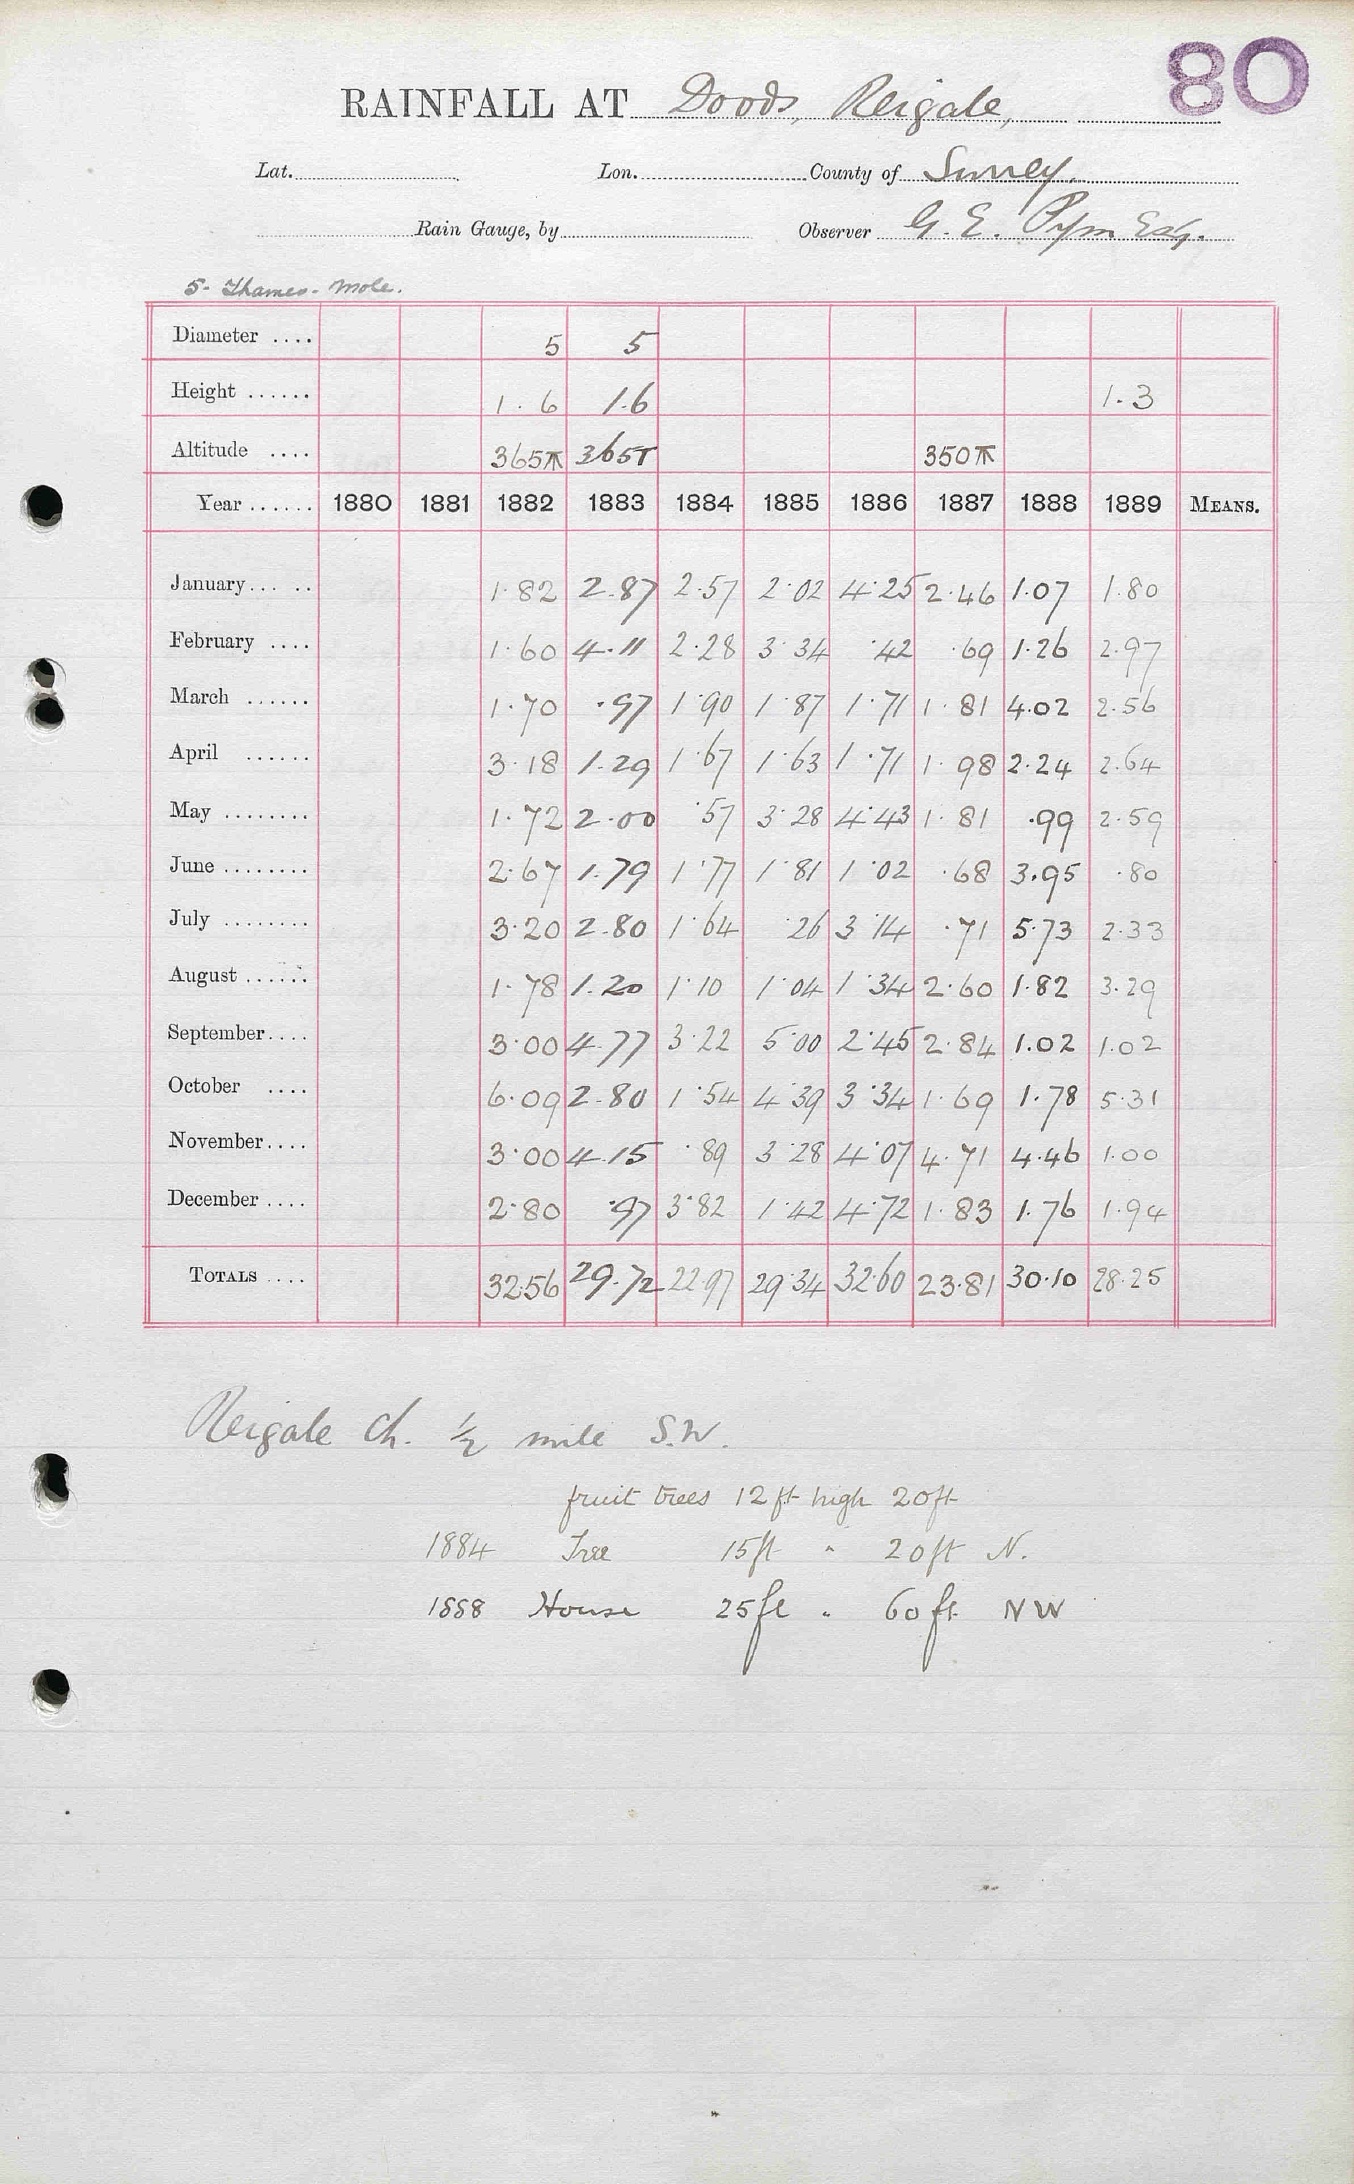 80
RAINFALL AT Doods, Reigate,
Lat. Lon. County of Surrey.
Rain Gauge, by Observer G. E. Pym Esq.
5- Thames - Mole.
Diameter .... 5 5
Height ...... 1.6 1.6 1.3
Altitude .... 365 365T 350
Year ...... 1880 1881 1882 1883 1884 1885 1886 1887 1888 1889 MEANS.
January... .. 1.82 2.87 2.57 2.02 4.25 2.46 1.07 1.80
February .... 1.60 4.11 2.28 3.34 .42 .69 1.26 2.97
March ...... 1.70 .97 1.90 1.87 1.71 1.81 4.02 2.56
April ...... 3.18 1.29 1.67 1.63 1.71 1.98 2.24 2.64
May ........ 1.72 2.00 .57 3.28 4.43 1.81 .99 2.59
June ........ 2.67 1.79 1.77 1.81 1.02 .68 3.95 .80
July ........ 3.20 2.80 1.64 .26 3.14 .71 5.73 2.33
August ...... 1.78 1.20 1.10 1.04 1.34 2.60 1.82 3.29
September.... 3.00 4.77 3.22 5.00 2.45 2.84 1.02 1.02
October .... 6.09 2.80 1.54 4.39 3.34 1.69 1.78 5.31
November.... 3.00 4.15 .89 3.28 4.07 4.71 4.46 1.00
December .... 2.80 .97 3.82 1.42 4.72 1.83 1.76 1.94
TOTALS .... 32.56 29.72 22.97 29.34 32.60 23.81 30.10 28.25
Reigate Ch. ½ mile S.W.
fruit trees 12 ft high 20ft
1884 Tree 15ft " 20ft N.
1888 House 25ft " 60ft NW